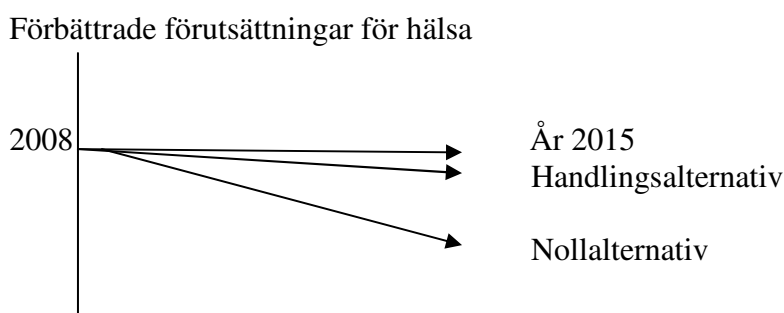 Förbättrade förutsättningar för hälsa
2008
År 2015
Handlingsalternativ
Nollalternativ